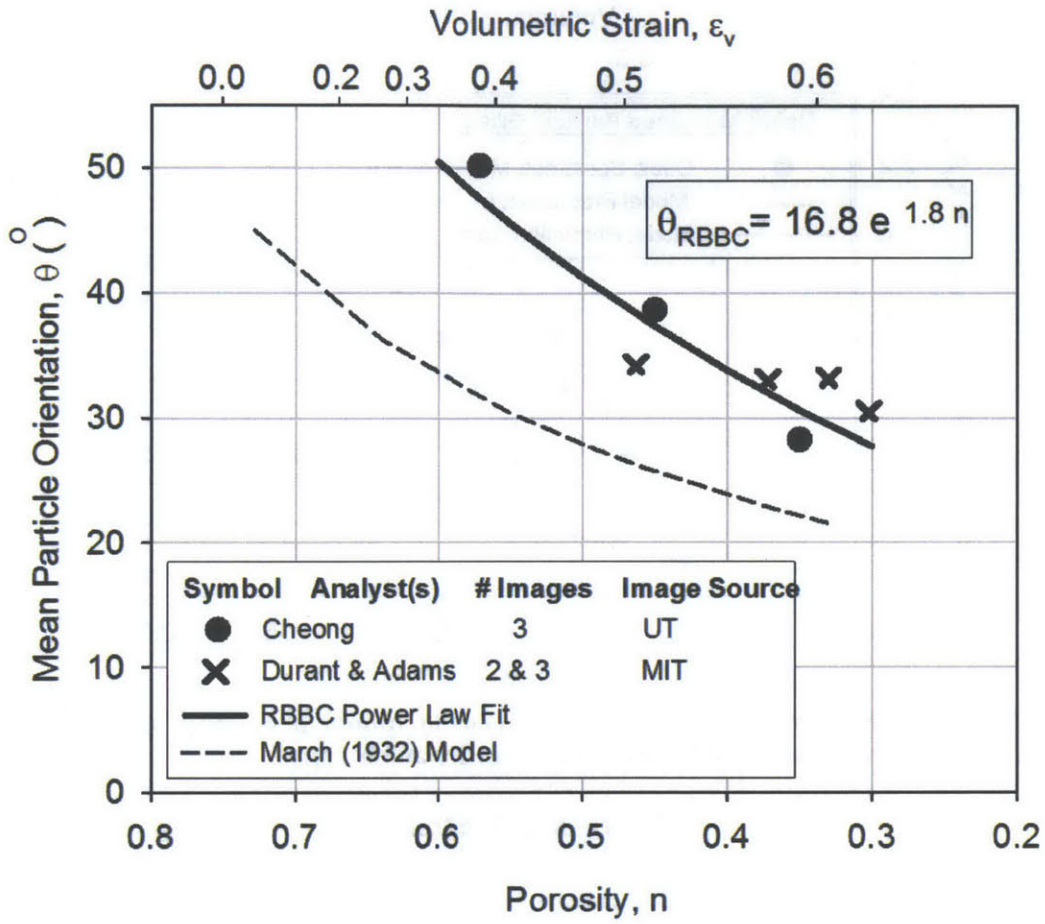 Volumetric Strain, εv
0.0 0.2 0.3 0.4 0.5 0.6
50
40
30
20
10
0
Mean Particle Orientation, θ (°)
θRBBC= 16.8 e 1.8 n
Symbol Analyst(s) # Images Image Source
Cheong 3 UT
Durant & Adams 2 & 3 MIT
RBBC Power Law Fit
March (1932) Model
0.8 0.7 0.6 0.5 0.4 0.3 0.2
Porosity, n